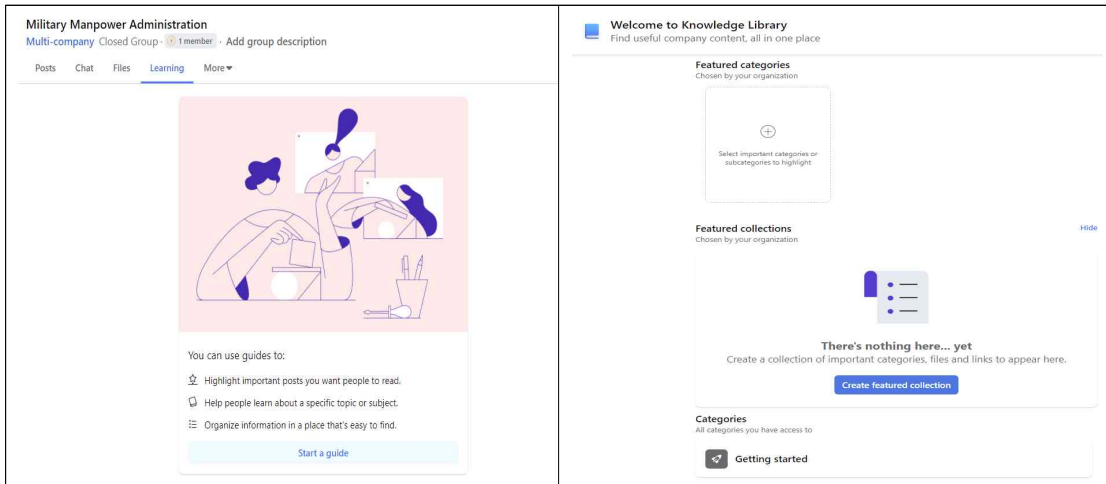 Military Manpower Administration
Multi-company Closed Group · 1 member · Add group description
Posts Chat Files Learning More
You can use guides to:
Highlight important posts you want people to read.
Help people learn about a specific topic or subject.
Organize information in a place that's easy to find.
Start a guide
Welcome to Knowledge Library
Find useful company content, all in one place
Featured categories
Chosen by your organization
Select important categories or
subcategories to highlight
Featured collections
Hide
Chosen by your organization
There's nothing here... yet
Create a collection of important categories, files and links to appear here.
Create featured collection
Categories
All categories you have access to
Getting started